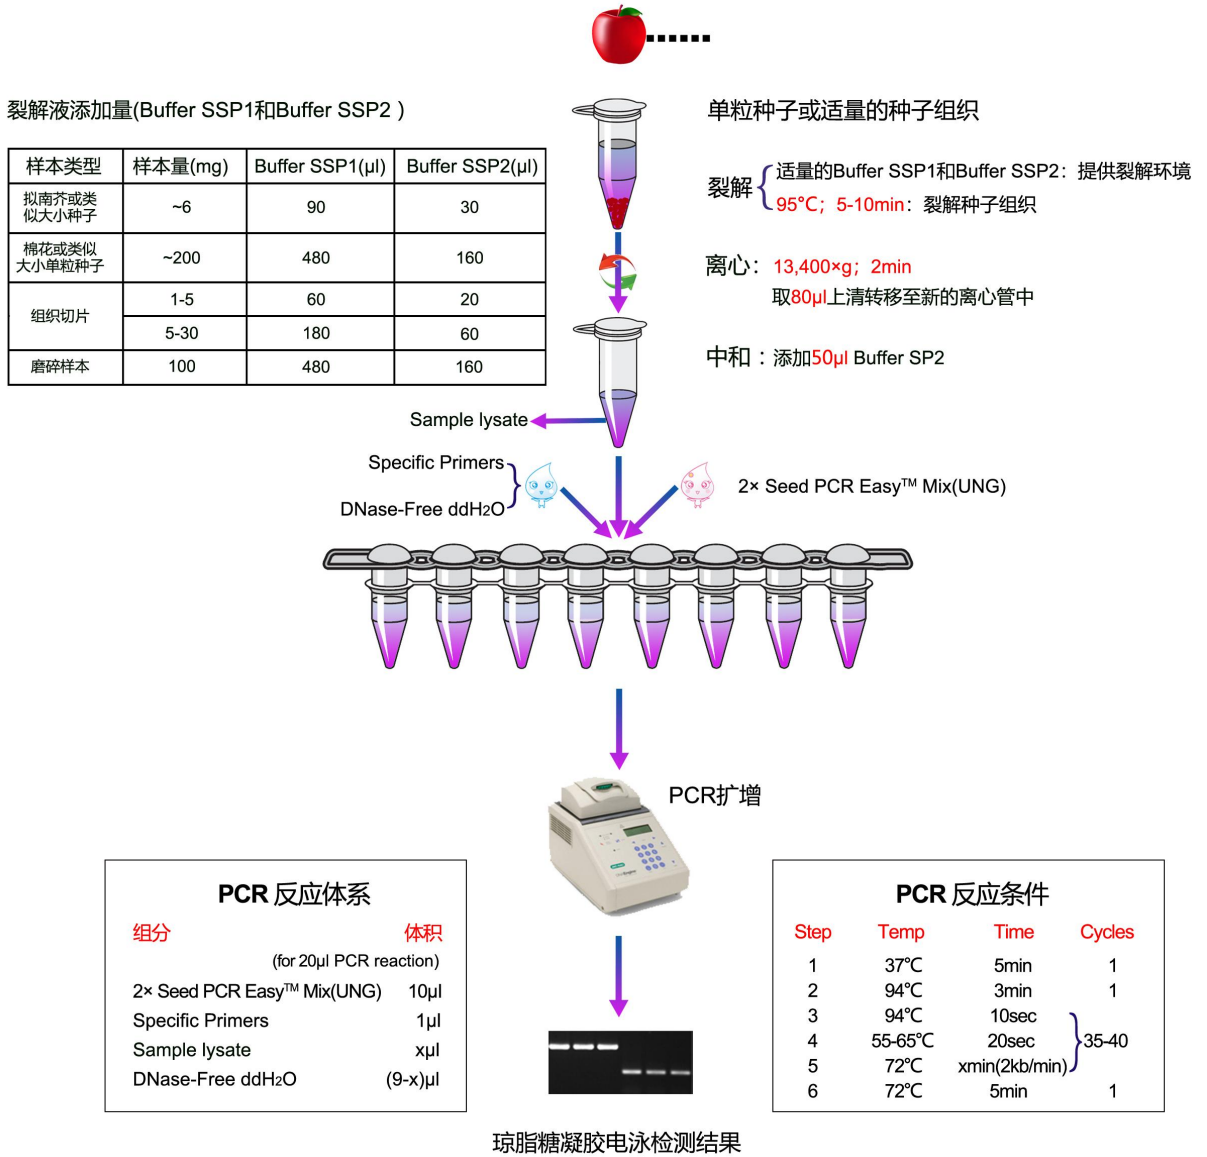 裂解液添加量(Buffer SSP1和Buffer SSP2 )
样本类型 样本量(mg) Buffer SSP1(µl) Buffer SSP2(µl)
拟南芥或类
似大小种子 ~6 90 30
棉花或类似
大小单粒种子 ~200 480 160
组织切片 1-5 60 20
5-30 180 60
磨碎样本 100 480 160
单粒种子或适量的种子组织
裂解 适量的Buffer SSP1和Buffer SSP2：提供裂解环境
95°C；5-10min：裂解种子组织
离心：13,400×g；2min
取80µl上清转移至新的离心管中
中和：添加50µl Buffer SP2
Sample lysate
Specific Primers
DNase-Free ddH2O
2× Seed PCR Easy™ Mix(UNG)
PCR扩增
PCR 反应体系
组分 体积
(for 20µl PCR reaction)
2× Seed PCR Easy™ Mix(UNG) 10µl
Specific Primers 1µl
Sample lysate xµl
DNase-Free ddH2O (9-x)µl
PCR 反应条件
Step Temp Time Cycles
1 37℃ 5min 1
2 94℃ 3min 1
3 94℃ 10sec
4 55-65℃ 20sec 35-40
5 72℃ xmin(2kb/min)
6 72℃ 5min 1
琼脂糖凝胶电泳检测结果